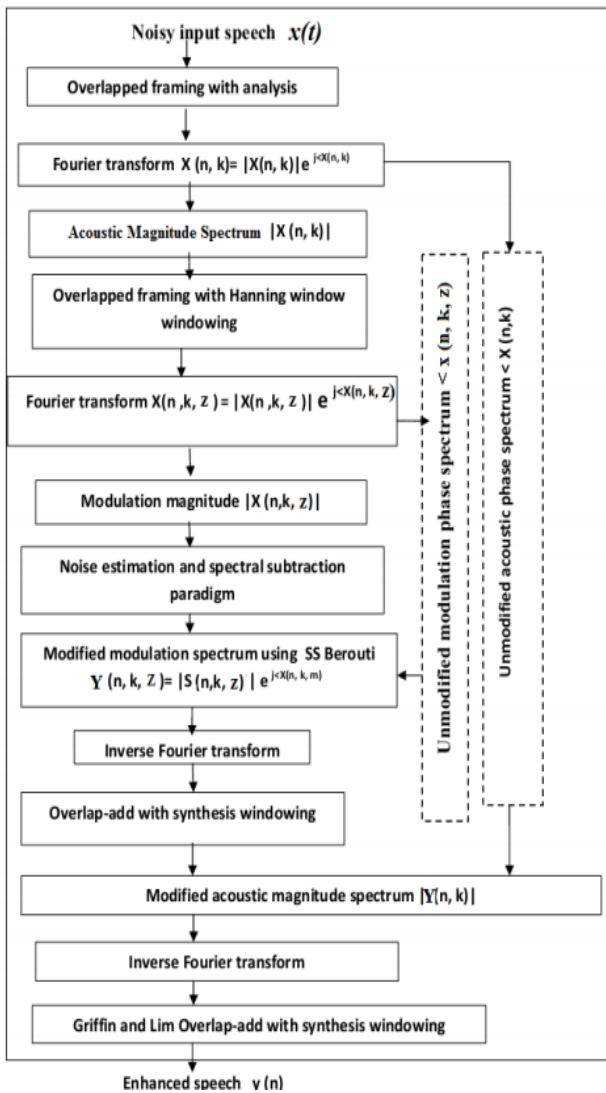 Noisy input speech x(t)
Overlapped framing with analysis
Fourier transform X (n, k)= |X(n, k)| e j<X(n, k)
Acoustic Magnitude Spectrum |X (n, k)|
Overlapped framing with Hanning window
windowing
Fourier transform X(n ,k, Z ) = |X(n ,k, Z )| e j<X(n, k, Z)
Modulation magnitude |X (n,k, z)|
Noise estimation and spectral subtraction
paradigm
Modified modulation spectrum using SS Berouti
Y (n, k, Z)= |S (n,k, z) | e j<X(n, k, m)
Inverse Fourier transform
Overlap-add with synthesis windowing
Unmodified modulation phase spectrum < x (n, k, z)
Unmodified acoustic phase spectrum < X (n,k)
Modified acoustic magnitude spectrum |Y(n, k)|
Inverse Fourier transform
Griffin and Lim Overlap-add with synthesis windowing
Enhanced speech y (n)